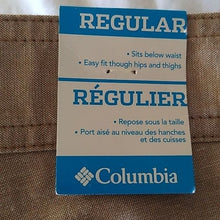 REGULAR
• Sits below waist
• Easy fit though hips and thighs
RÉGULIER
• Repose sous la taille
• Port aisé au niveau des hanches
et des cuisses
Columbia